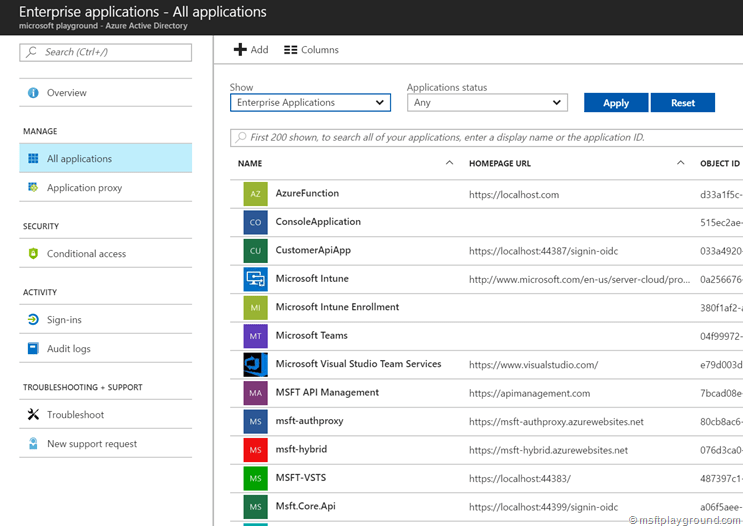 Enterprise applications - All applications
microsoft playground - Azure Active Directory
Search (Ctrl+/)
Overview
MANAGE
All applications
Application proxy
SECURITY
Conditional access
ACTIVITY
Sign-ins
Audit logs
TROUBLESHOOTING + SUPPORT
Troubleshoot
New support request
Add Columns
Show Applications status
Enterprise Applications Any Apply Reset
First 200 shown, to search all of your applications, enter a display name or the application ID.
NAME HOMEPAGE URL OBJECT ID
AZ AzureFunction https://localhost.com d33a1f5c-
CO ConsoleApplication 515ec2ae-
CU CustomerApiApp https://localhost:44387/signin-oidc 033a4920-
Microsoft Intune http://www.microsoft.com/en-us/server-cloud/pro... 0a256676-
MI Microsoft Intune Enrollment 380f1af2-a
MT Microsoft Teams 04f99972-
Microsoft Visual Studio Team Services https://www.visualstudio.com/ e79d003d
MA MSFT API Management https://apimanagement.com 7bcad08e-
MS msft-authproxy https://msft-authproxy.azurewebsites.net 80cb8ac6-
MS msft-hybrid https://msft-hybrid.azurewebsites.net 076d3ca0-
MS MSFT-VSTS https://localhost:44383/ 487397c1-
MS Msft.Core.Api https://localhost:44399/signin-oidc a06f5aee-
© msftplayground.com